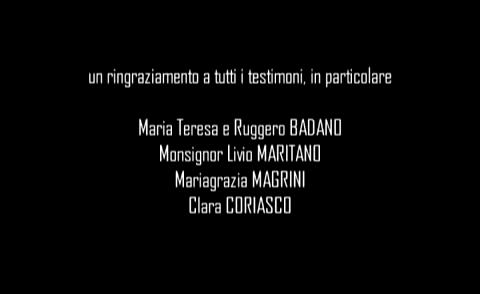 un ringraziamento a tutti i testimoni, in particolare
Maria Teresa e Ruggero BADANO
Monsignor Livio MARITANO
Mariagrazia MAGRINI
Clara CORIASCO